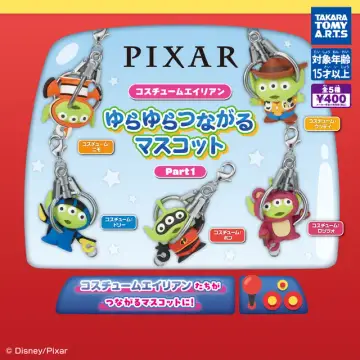 TAKARA
TOMY
A.R.T.S
PIXAR
対象年齢
15才以上
全5種
¥400
コスチュームエイリアン
ゆらゆらつながる
マスコット
Part1
コスチューム/
ニモ
コスチューム/
ウッディ
コスチューム/
ドリー
コスチューム/
ボブ
コスチューム/
ロッツォ
コスチュームエイリアンたちが
つながるマスコットに!
© Disney/Pixar